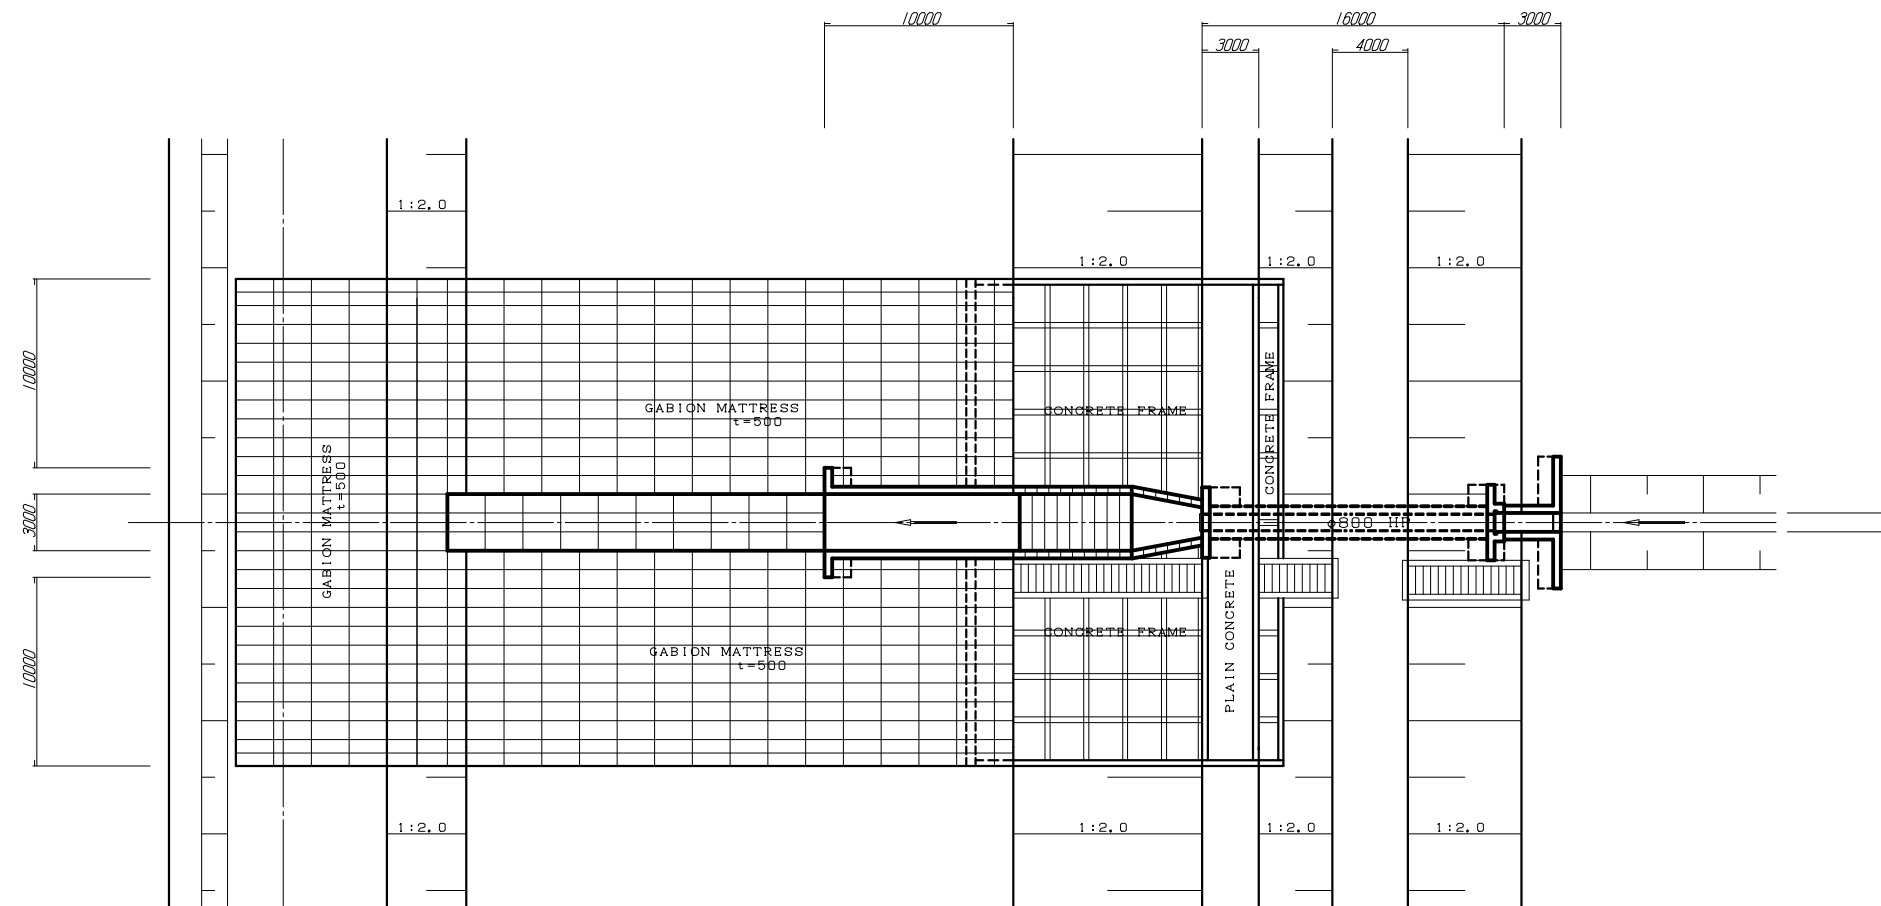 10000
16000
3000
3000
4000
1:2.0
1:2.0
1:2.0
1:2.0
10000
CONCRETE FRAME
GABION MATTRESS
t=500
CONCRETE FRAME
GABION MATTRESS
t=500
3000
φ800 HP
PLAIN CONCRETE
CONCRETE FRAME
GABION MATTRESS
t=500
10000
1:2.0
1:2.0
1:2.0
1:2.0